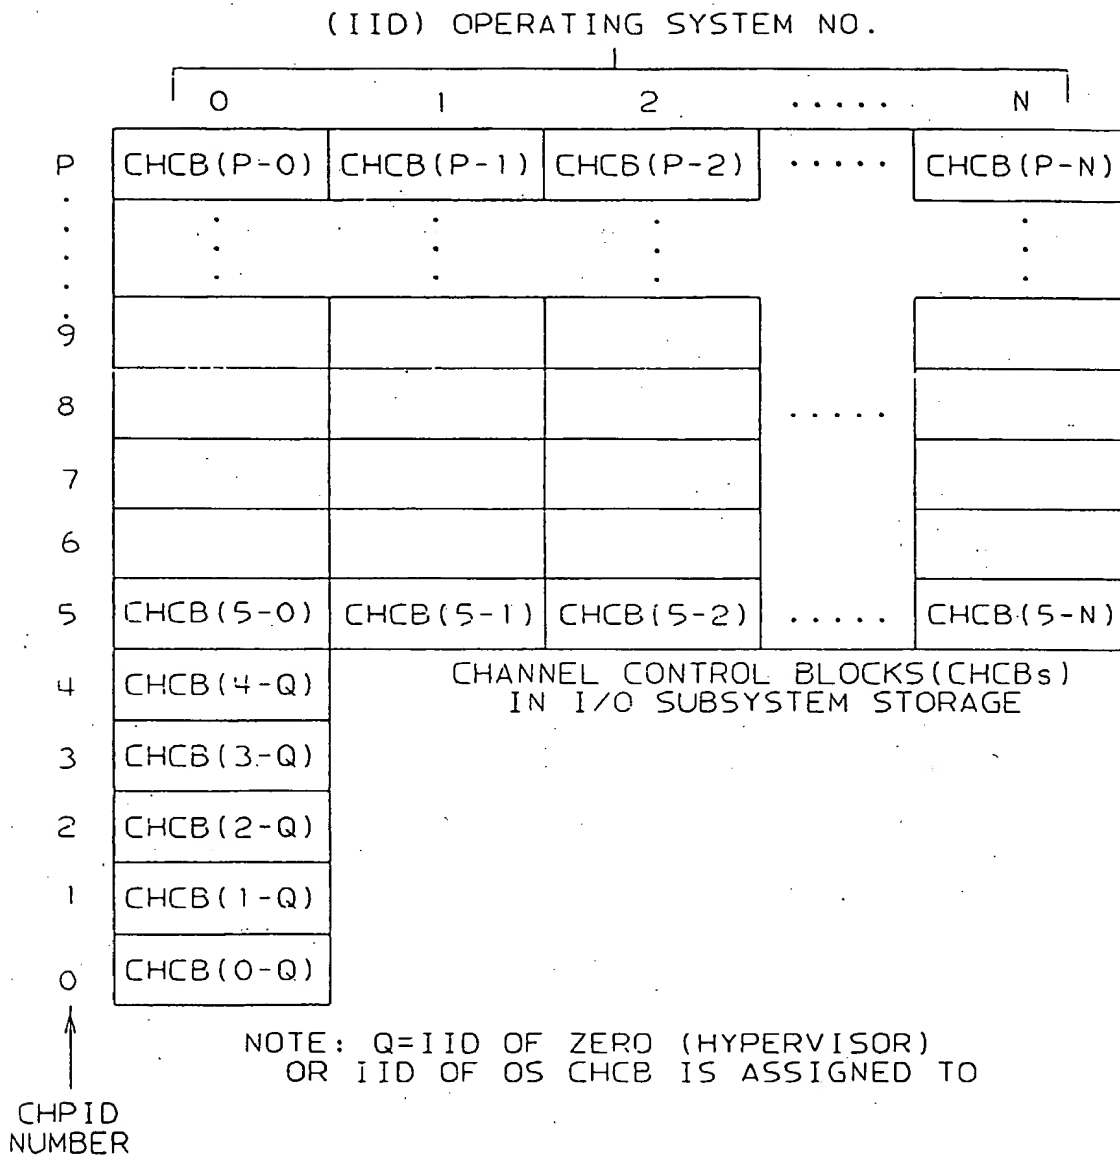 (IID) OPERATING SYSTEM NO.
0 1 2 ..... N
P CHCB(P-0) CHCB(P-1) CHCB(P-2) ..... CHCB(P-N)
9
8 .....
7
6
5 CHCB(5-0) CHCB(5-1) CHCB(5-2) ..... CHCB(5-N)
4 CHCB(4-Q)
CHANNEL CONTROL BLOCKS(CHCBs)
IN I/O SUBSYSTEM STORAGE
3 CHCB(3-Q)
2 CHCB(2-Q)
1 CHCB(1-Q)
0 CHCB(0-Q)
NOTE: Q=IID OF ZERO (HYPERVISOR)
OR IID OF OS CHCB IS ASSIGNED TO
CHPID
NUMBER